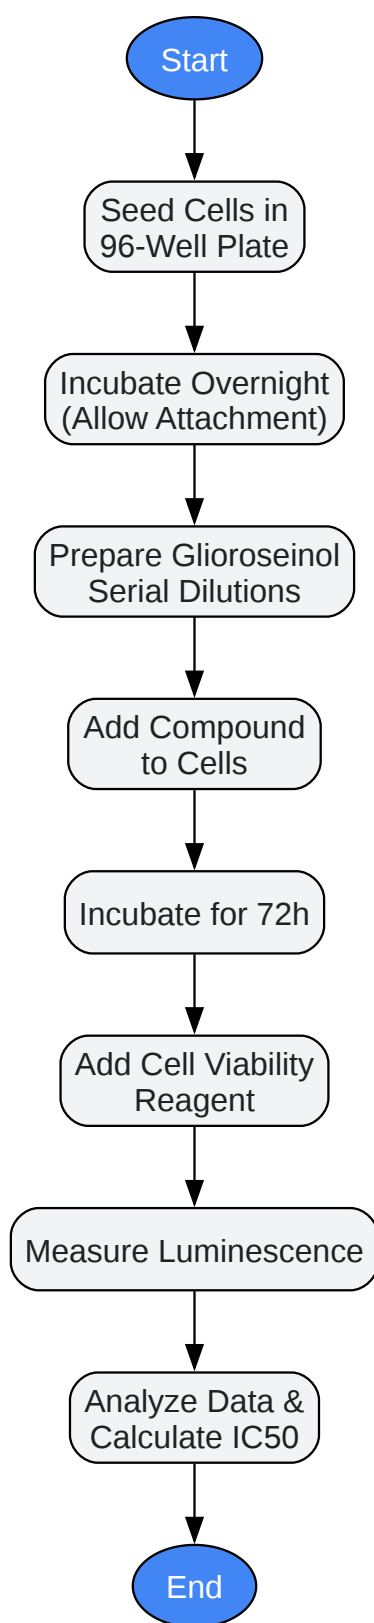 Start
Seed Cells in
96-Well Plate
Incubate Overnight
(Allow Attachment)
Prepare Glioroseinol
Serial Dilutions
Add Compound
to Cells
Incubate for 72h
Add Cell Viability
Reagent
Measure Luminescence
Analyze Data &
Calculate IC50
End